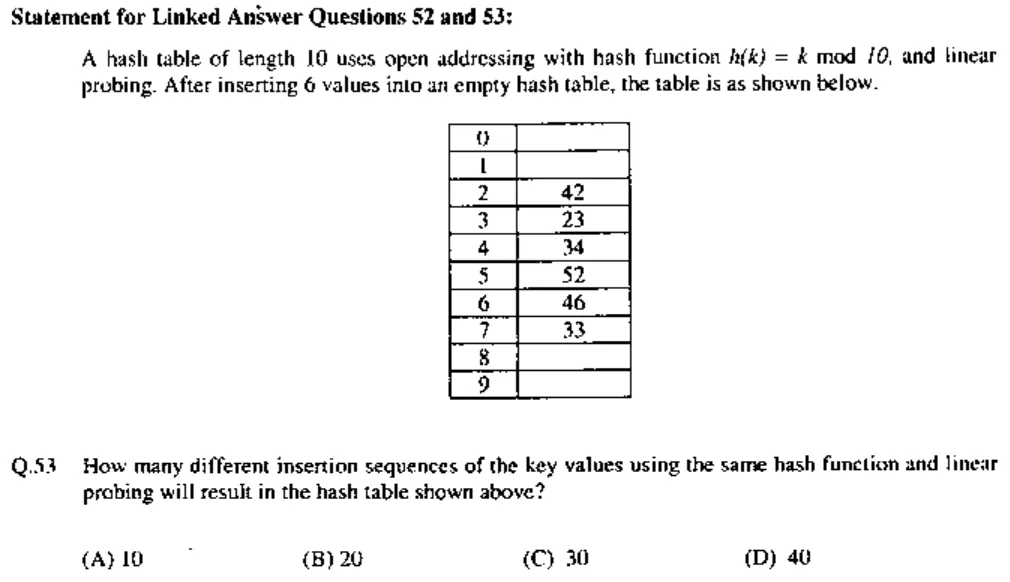 Statement for Linked Answer Questions 52 and 53:
A hash table of length 10 uses open addressing with hash function h(k) = k mod 10, and linear
probing. After inserting 6 values into an empty hash table, the table is as shown below.
0
1
2 42
3 23
4 34
5 52
6 46
7 33
8
9
Q.53 How many different insertion sequences of the key values using the same hash function and linear
probing will result in the hash table shown above?
(A) 10 (B) 20 (C) 30 (D) 40